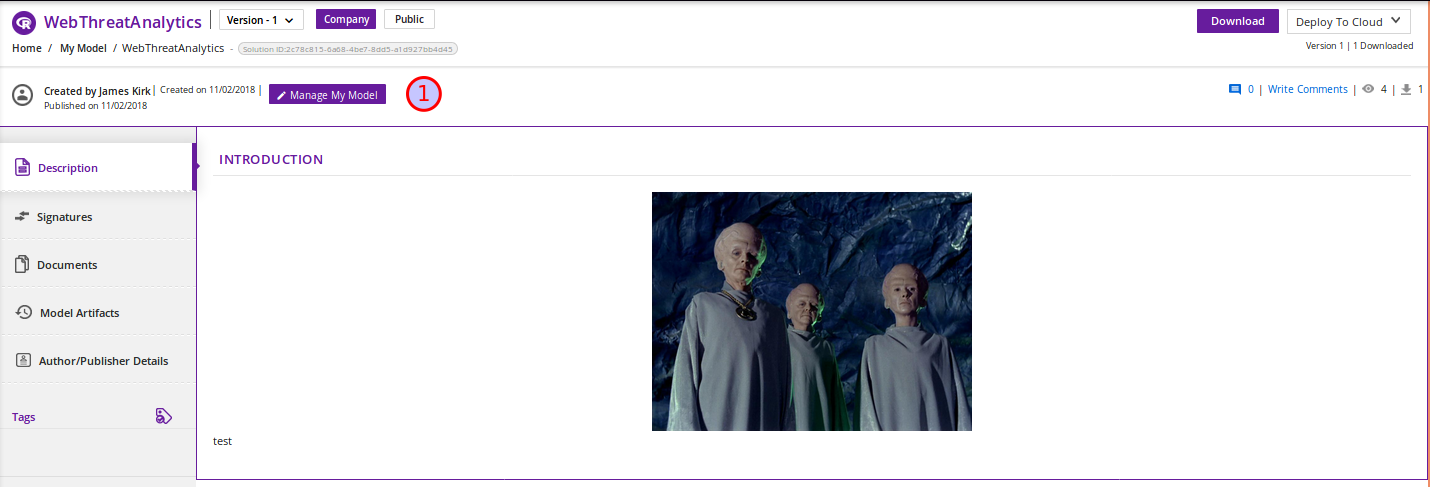 WebThreatAnalytics | Version - 1 Company Public Download Deploy To Cloud
Home / My Model / WebThreatAnalytics - Solution ID:2c78c815-6a68-4be7-8dd5-a1d927bb4d45 Version 1 | 1 Downloaded
Created by James Kirk | Created on 11/02/2018 | Manage My Model 1 0 | Write Comments | 4 | 1
Published on 11/02/2018
INTRODUCTION
Description
Signatures
Documents
Model Artifacts
Author/Publisher Details
Tags
test